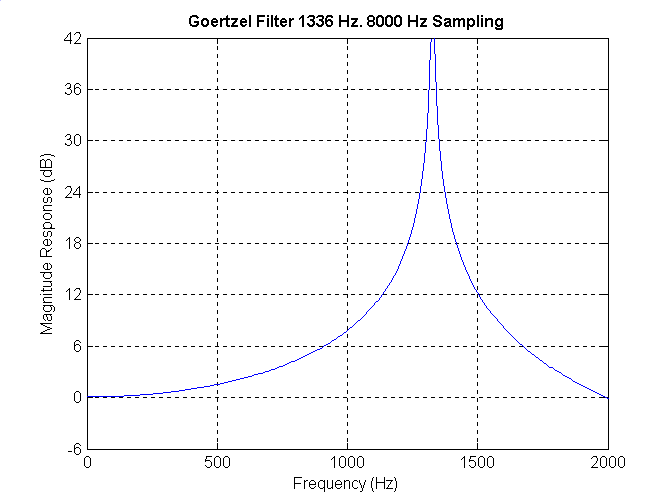 Goertzel Filter 1336 Hz. 8000 Hz Sampling
Magnitude Response (dB)
42
36
30
24
18
12
6
0
-6
0 500 1000 1500 2000
Frequency (Hz)